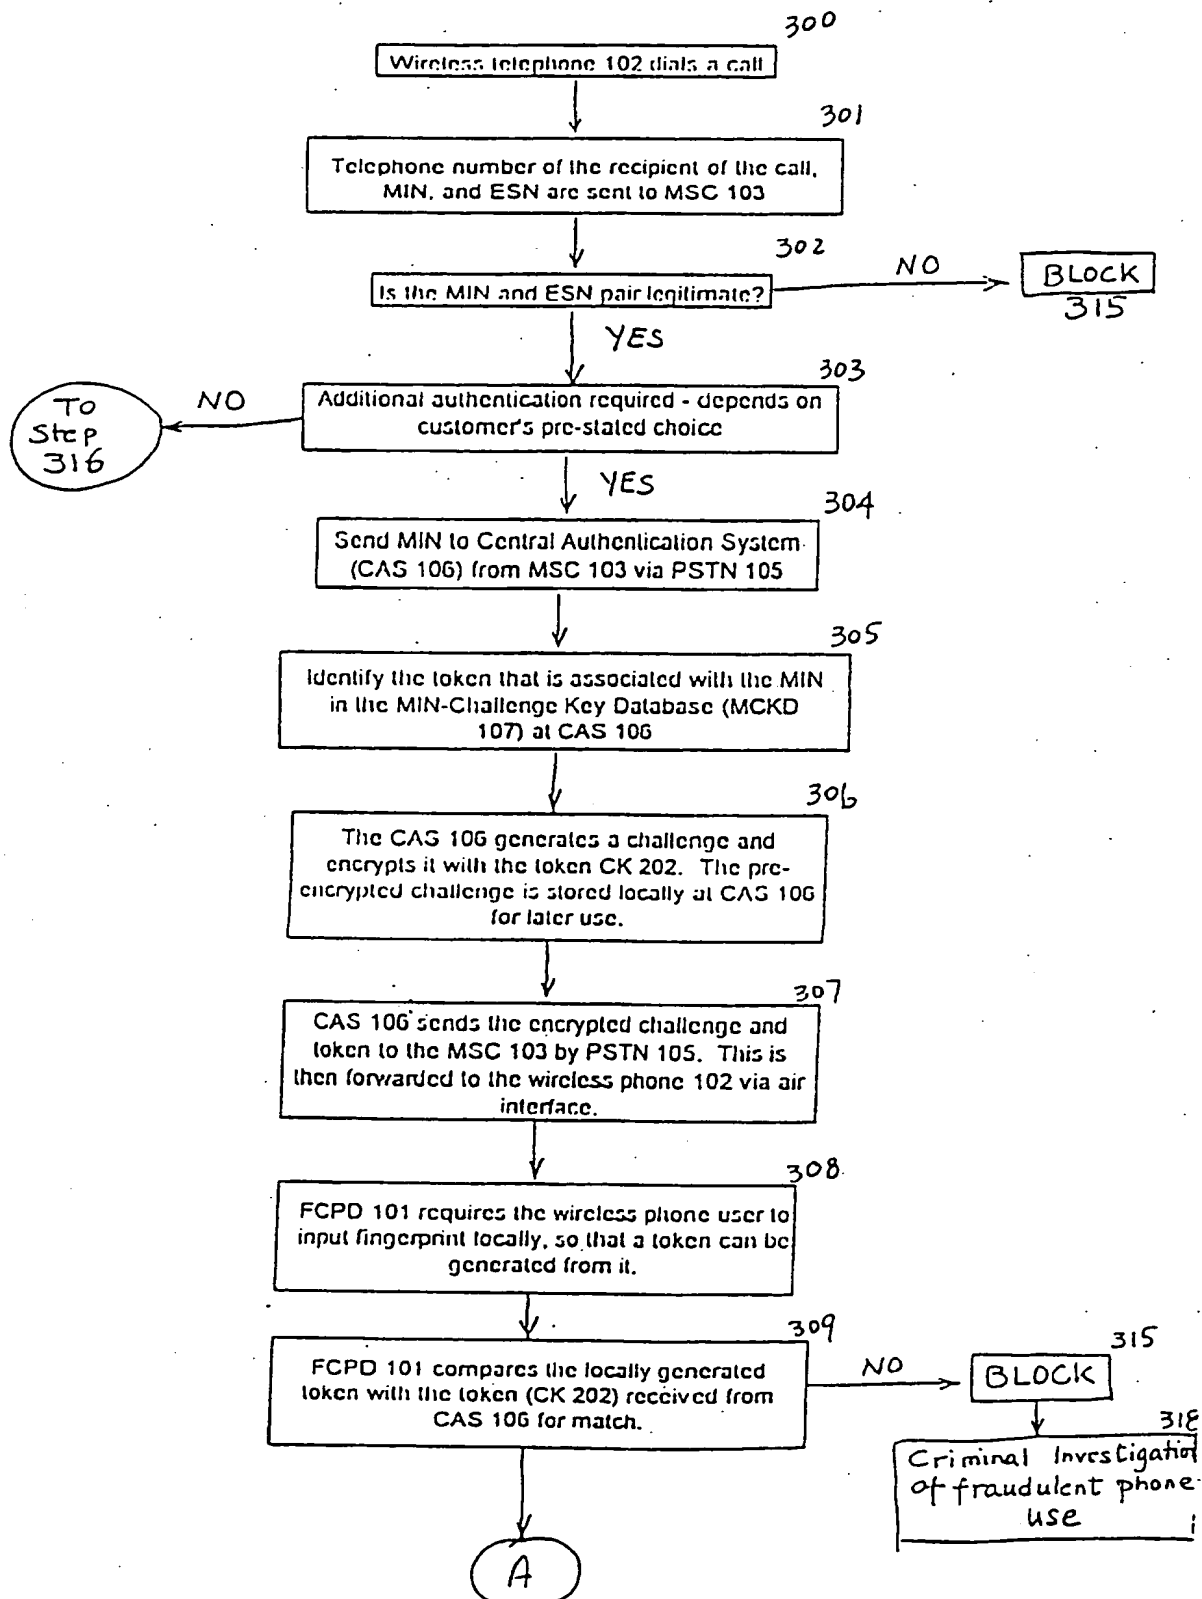 300
Wireless telephone 102 dials a call
301
Telephone number of the recipient of the call,
MIN, and ESN are sent to MSC 103
302
Is the MIN and ESN pair legitimate?
NO
BLOCK
315
YES
303
Additional authentication required - depends on
customer's pre-stated choice
NO
TO
Step
316
YES
304
Send MIN to Central Authentication System
(CAS 106) from MSC 103 via PSTN 105
305
Identify the token that is associated with the MIN
in the MIN-Challenge Key Database (MCKD
107) at CAS 106
306
The CAS 106 generates a challenge and
encrypts it with the token CK 202. The pre-
encrypted challenge is stored locally at CAS 106
for later use.
307
CAS 106 sends the encrypted challenge and
token to the MSC 103 by PSTN 105. This is
then forwarded to the wireless phone 102 via air
interface.
308
FCPD 101 requires the wireless phone user to
input fingerprint locally, so that a token can be
generated from it.
309
FCPD 101 compares the locally generated
token with the token (CK 202) received from
CAS 106 for match.
NO
315
BLOCK
318
Criminal Investigation
of fraudulent phone
use
A